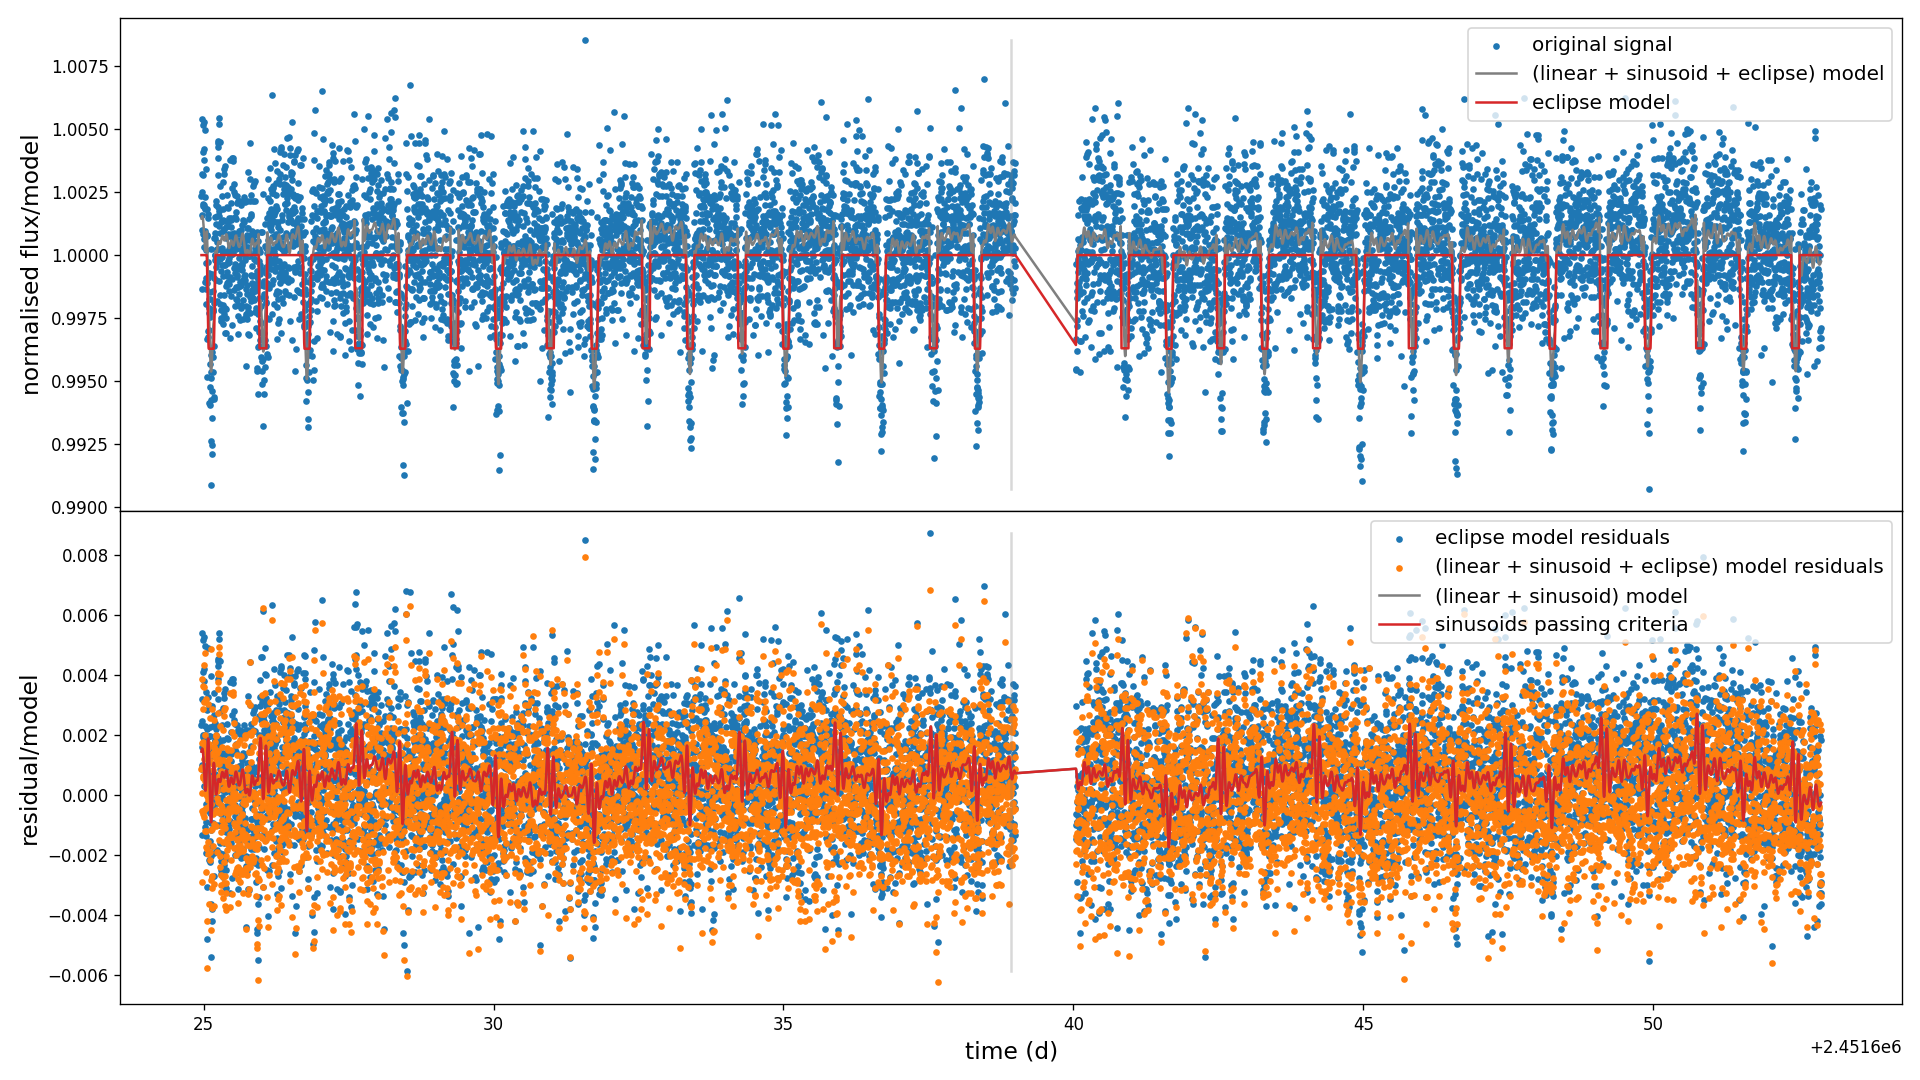 original signal
(linear + sinusoid + eclipse) model
eclipse model
1.0075
1.0050
1.0025
1.0000
0.9975
0.9950
0.9925
0.9900
normalised flux/model
eclipse model residuals
(linear + sinusoid + eclipse) model residuals
(linear + sinusoid) model
sinusoids passing criteria
0.008
0.006
0.004
0.002
0.000
−0.002
−0.004
−0.006
residual/model
25 30 35 40 45 50
time (d)
+2.4516e6